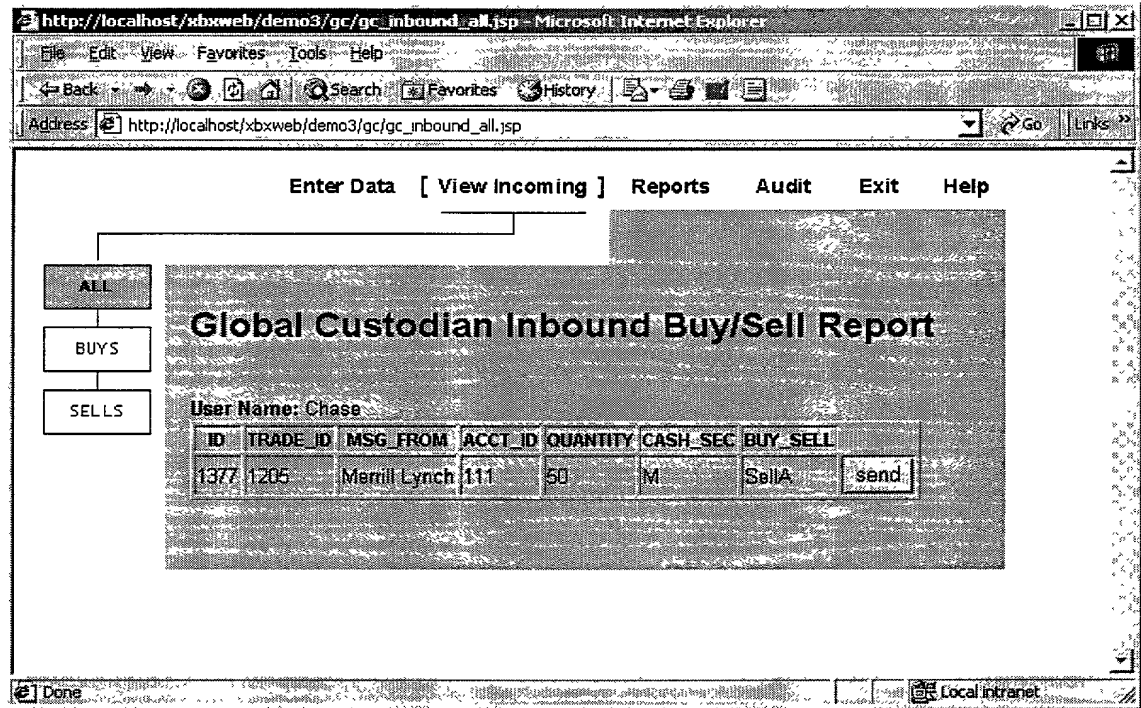 http://localhost/xbxweb/demo3/gc/gc_inbound_all.jsp - Microsoft Internet Explorer
File Edit View Favorites Tools Help
Back Search Favorites History
Address http://localhost/xbxweb/demo3/gc/gc_inbound_all.jsp Go Links »
Enter Data [ View Incoming ] Reports Audit Exit Help
ALL
BUYS
SELLS
Global Custodian Inbound Buy/Sell Report
User Name: Chase
ID TRADE_ID MSG_FROM ACCT_ID QUANTITY CASH_SEC BUY_SELL
1377 1205 Merrill Lynch 111 50 M SellA send
Done Local intranet